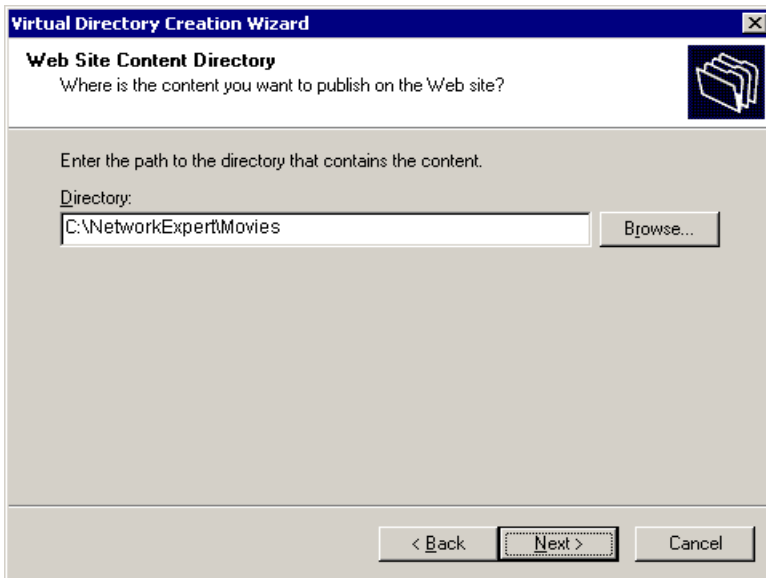 Virtual Directory Creation Wizard
Web Site Content Directory
Where is the content you want to publish on the Web site?
Enter the path to the directory that contains the content.
Directory:
C:\NetworkExpert\Movies
Browse...
< Back
Next >
Cancel